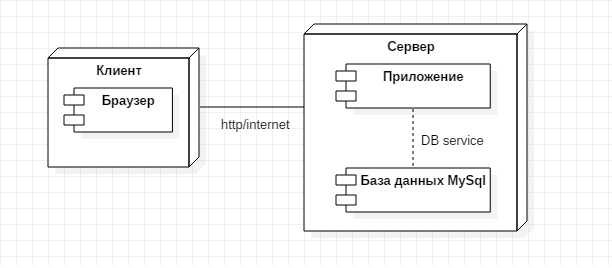 Клиент
Браузер
http/internet
Сервер
Приложение
DB service
База данных MySql